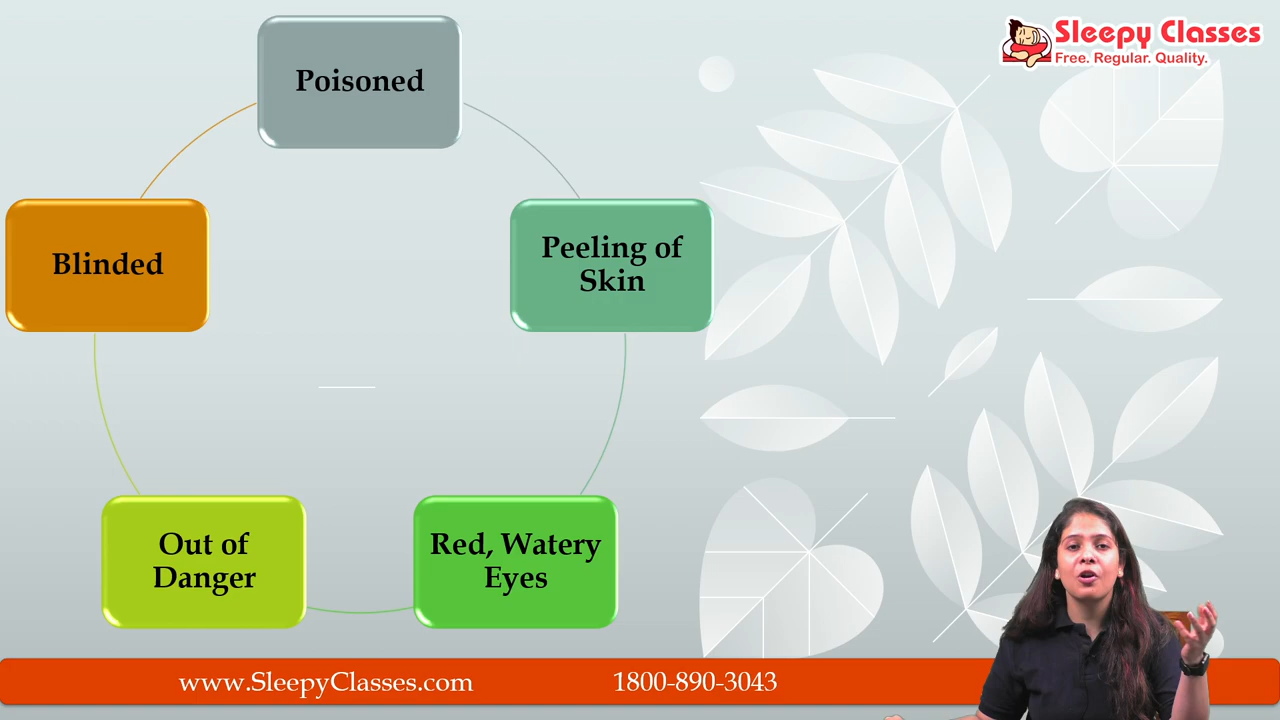 Sleepy Classes
Free. Regular. Quality.
Poisoned
Peeling of
Skin
Red, Watery
Eyes
Out of
Danger
Blinded
www.SleepyClasses.com
1800-890-3043